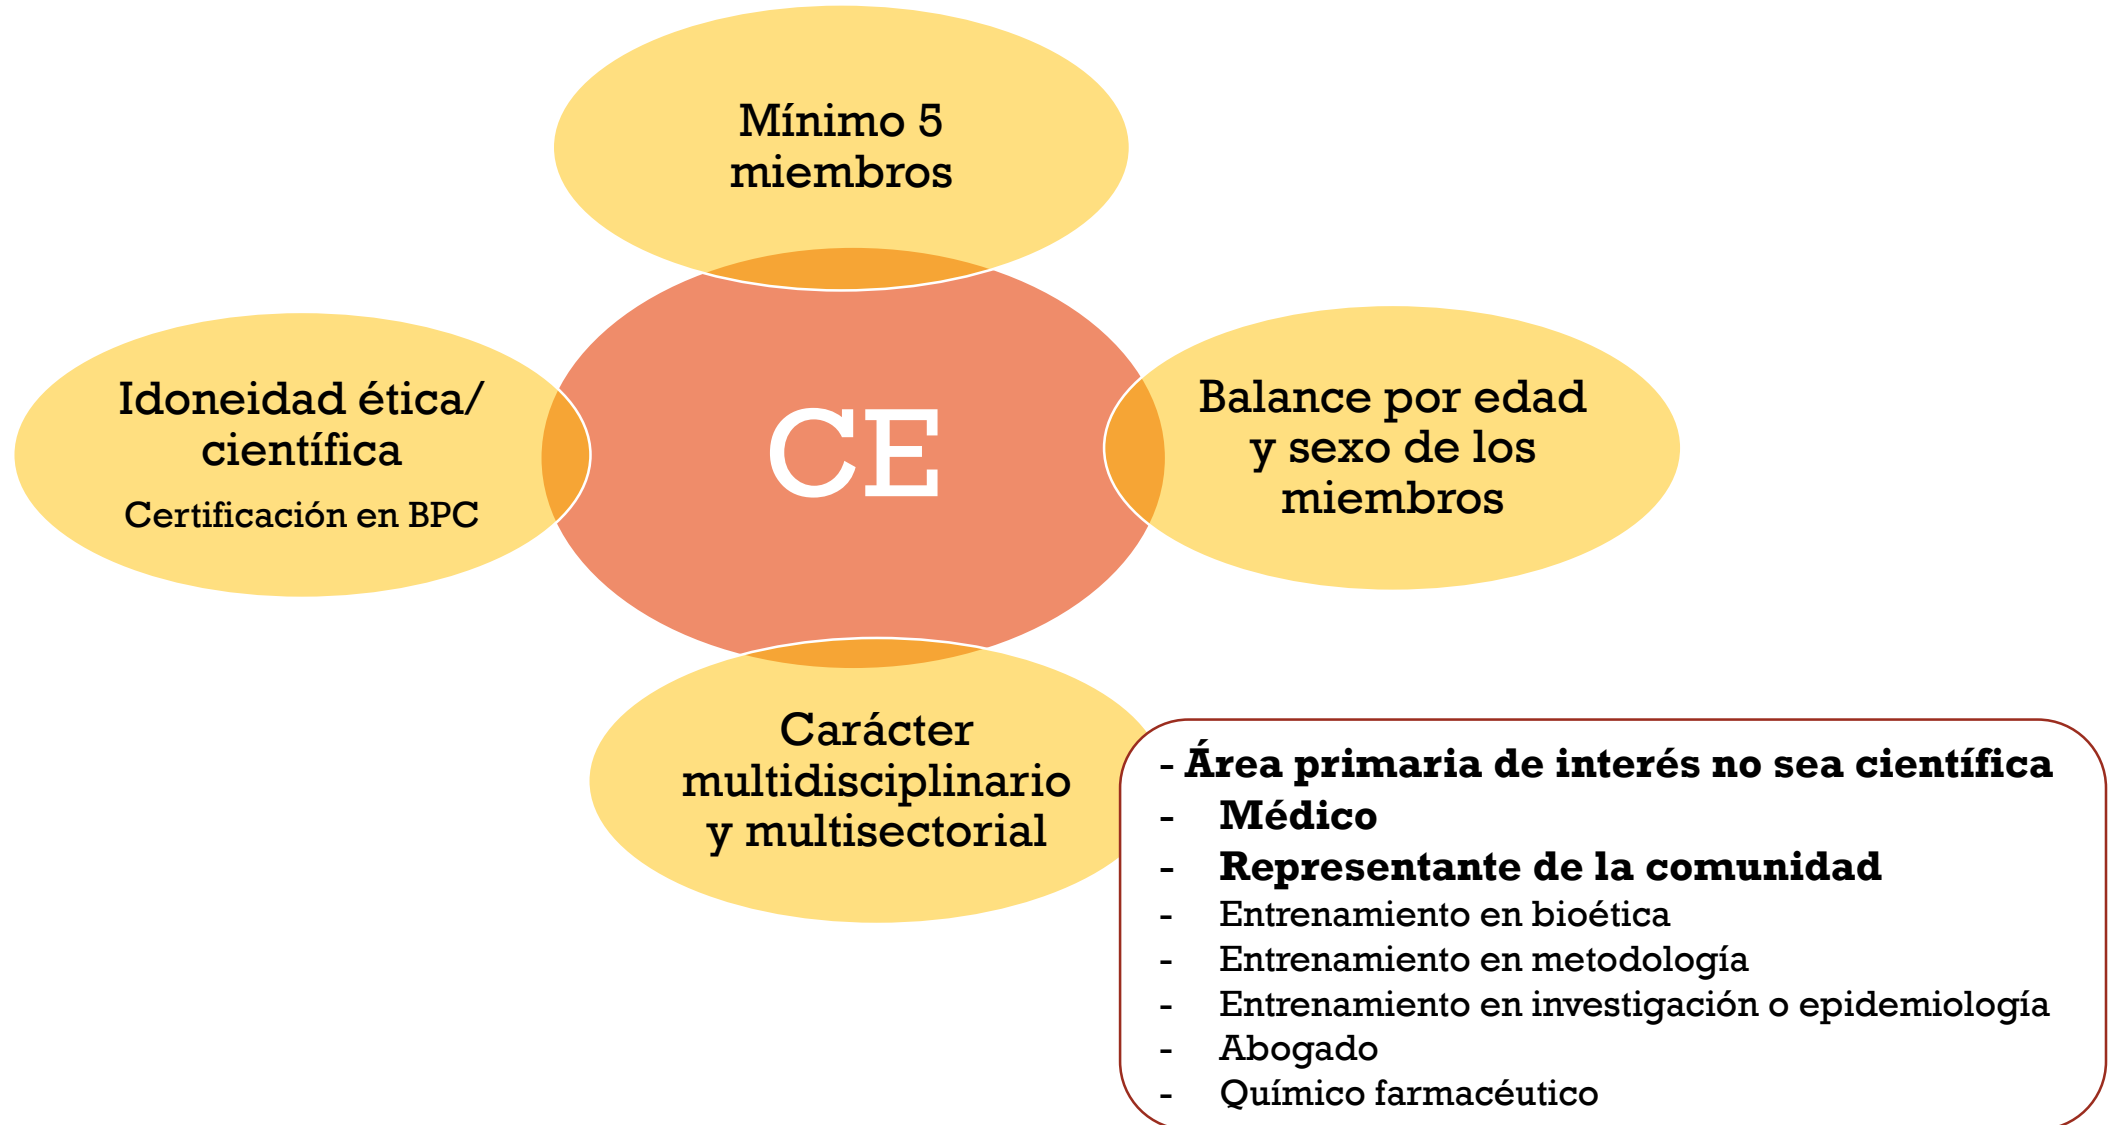 Mínimo 5
miembros
Idoneidad ética/
científica
Certificación en BPC
CE
Balance por edad
y sexo de los
miembros
Carácter
multidisciplinario
y multisectorial
- Área primaria de interés no sea científica
- Médico
- Representante de la comunidad
- Entrenamiento en bioética
- Entrenamiento en metodología
- Entrenamiento en investigación o epidemiología
- Abogado
- Químico farmacéutico